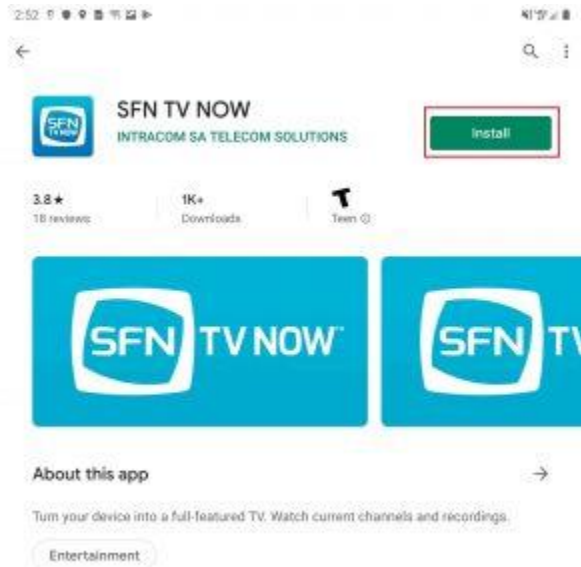 2:52
SFN TV NOW
INTRACOM SA TELECOM SOLUTIONS
Install
3.8★
18 reviews
1K+
Downloads
T
Teen
SFN TV NOW
SFN TV NOW
SFN TV
About this app
Turn your device into a full-featured TV. Watch current channels and recordings.
Entertainment